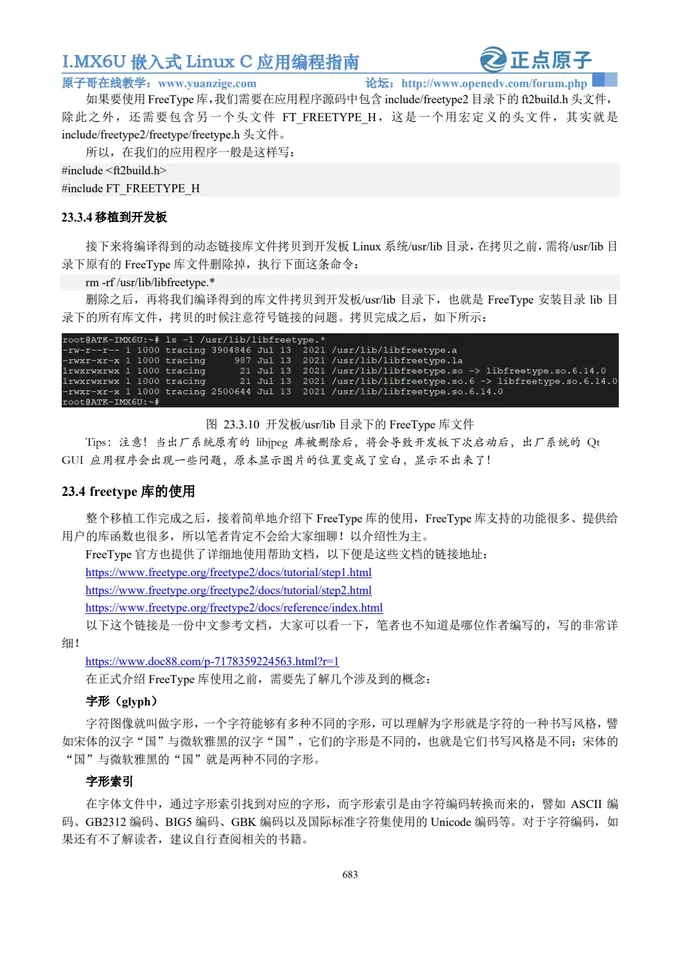 I.MX6U 嵌入式 Linux C 应用编程指南
正点原子
原子哥在线教学：www.yuanzige.com 论坛：http://www.openedv.com/forum.php
如果要使用 FreeType 库，我们需要在应用程序源码中包含 include/freetype2 目录下的 ft2build.h 头文件，
除此之外，还需要包含另一个头文件 FT_FREETYPE_H，这是一个用宏定义的头文件，其实就是
include/freetype2/freetype/freetype.h 头文件。
所以，在我们的应用程序一般是这样写：
#include <ft2build.h>
#include FT_FREETYPE_H
23.3.4 移植到开发板
接下来将编译得到的动态链接库文件拷贝到开发板 Linux 系统/usr/lib 目录，在拷贝之前，需将/usr/lib 目
录下原有的 FreeType 库文件删除掉，执行下面这条命令：
rm -rf /usr/lib/libfreetype.*
删除之后，再将我们编译得到的库文件拷贝到开发板/usr/lib 目录下，也就是 FreeType 安装目录 lib 目
录下的所有库文件，拷贝的时候注意符号链接的问题。拷贝完成之后，如下所示：
root@ATK-IMX6U:~# ls -l /usr/lib/libfreetype.*
-rw-r--r-- 1 1000 tracing 3904846 Jul 13 2021 /usr/lib/libfreetype.a
-rwxr-xr-x 1 1000 tracing 987 Jul 13 2021 /usr/lib/libfreetype.la
lrwxrwxrwx 1 1000 tracing 21 Jul 13 2021 /usr/lib/libfreetype.so -> libfreetype.so.6.14.0
lrwxrwxrwx 1 1000 tracing 21 Jul 13 2021 /usr/lib/libfreetype.so.6 -> libfreetype.so.6.14.0
-rwxr-xr-x 1 1000 tracing 2500644 Jul 13 2021 /usr/lib/libfreetype.so.6.14.0
root@ATK-IMX6U:~#
图 23.3.10 开发板/usr/lib 目录下的 FreeType 库文件
Tips：注意！当出厂系统原有的 libjpeg 库被删除后，将会导致开发板下次启动后，出厂系统的 Qt
GUI 应用程序会出现一些问题，原本显示图片的位置变成了空白，显示不出来了！
23.4 freetype 库的使用
整个移植工作完成之后，接着简单地介绍下 FreeType 库的使用，FreeType 库支持的功能很多、提供给
用户的库函数也很多，所以笔者肯定不会给大家细聊！以介绍性为主。
FreeType 官方也提供了详细地使用帮助文档，以下便是这些文档的链接地址：
https://www.freetype.org/freetype2/docs/tutorial/step1.html
https://www.freetype.org/freetype2/docs/tutorial/step2.html
https://www.freetype.org/freetype2/docs/reference/index.html
以下这个链接是一份中文参考文档，大家可以看一下，笔者也不知道是哪位作者编写的，写的非常详
细！
https://www.doc88.com/p-7178359224563.html?r=1
在正式介绍 FreeType 库使用之前，需要先了解几个涉及到的概念：
字形（glyph）
字符图像就叫做字形，一个字符能够有多种不同的字形，可以理解为字形就是字符的一种书写风格，譬
如宋体的汉字“国”与微软雅黑的汉字“国”，它们的字形是不同的，也就是它们书写风格是不同；宋体的
“国”与微软雅黑的“国”就是两种不同的字形。
字形索引
在字体文件中，通过字形索引找到对应的字形，而字形索引是由字符编码转换而来的，譬如 ASCII 编
码、GB2312 编码、BIG5 编码、GBK 编码以及国际标准字符集使用的 Unicode 编码等。对于字符编码，如
果还有不了解读者，建议自行查阅相关的书籍。
683